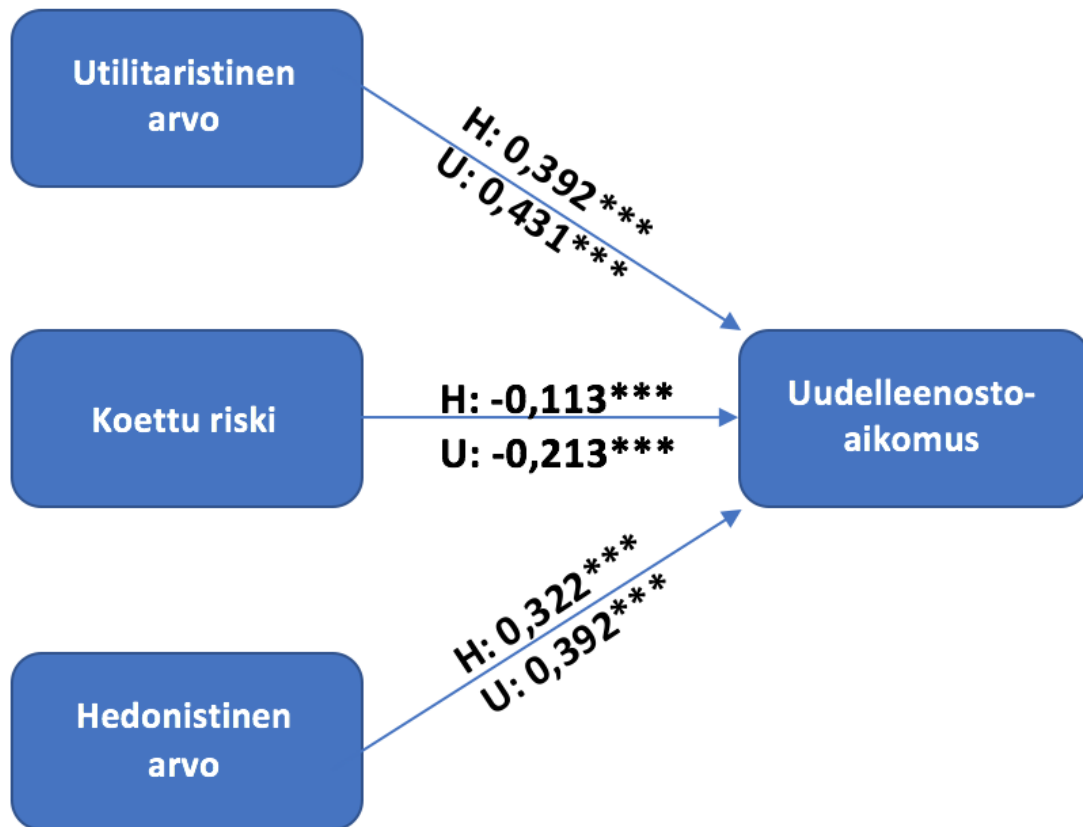 Utilitaristinen
arvo
H: 0,392***
U: 0,431***
Koettu riski
H: -0,113***
U: -0,213***
Uudelleenosto-
aikomus
H: 0,322***
U: 0,392***
Hedonistinen
arvo